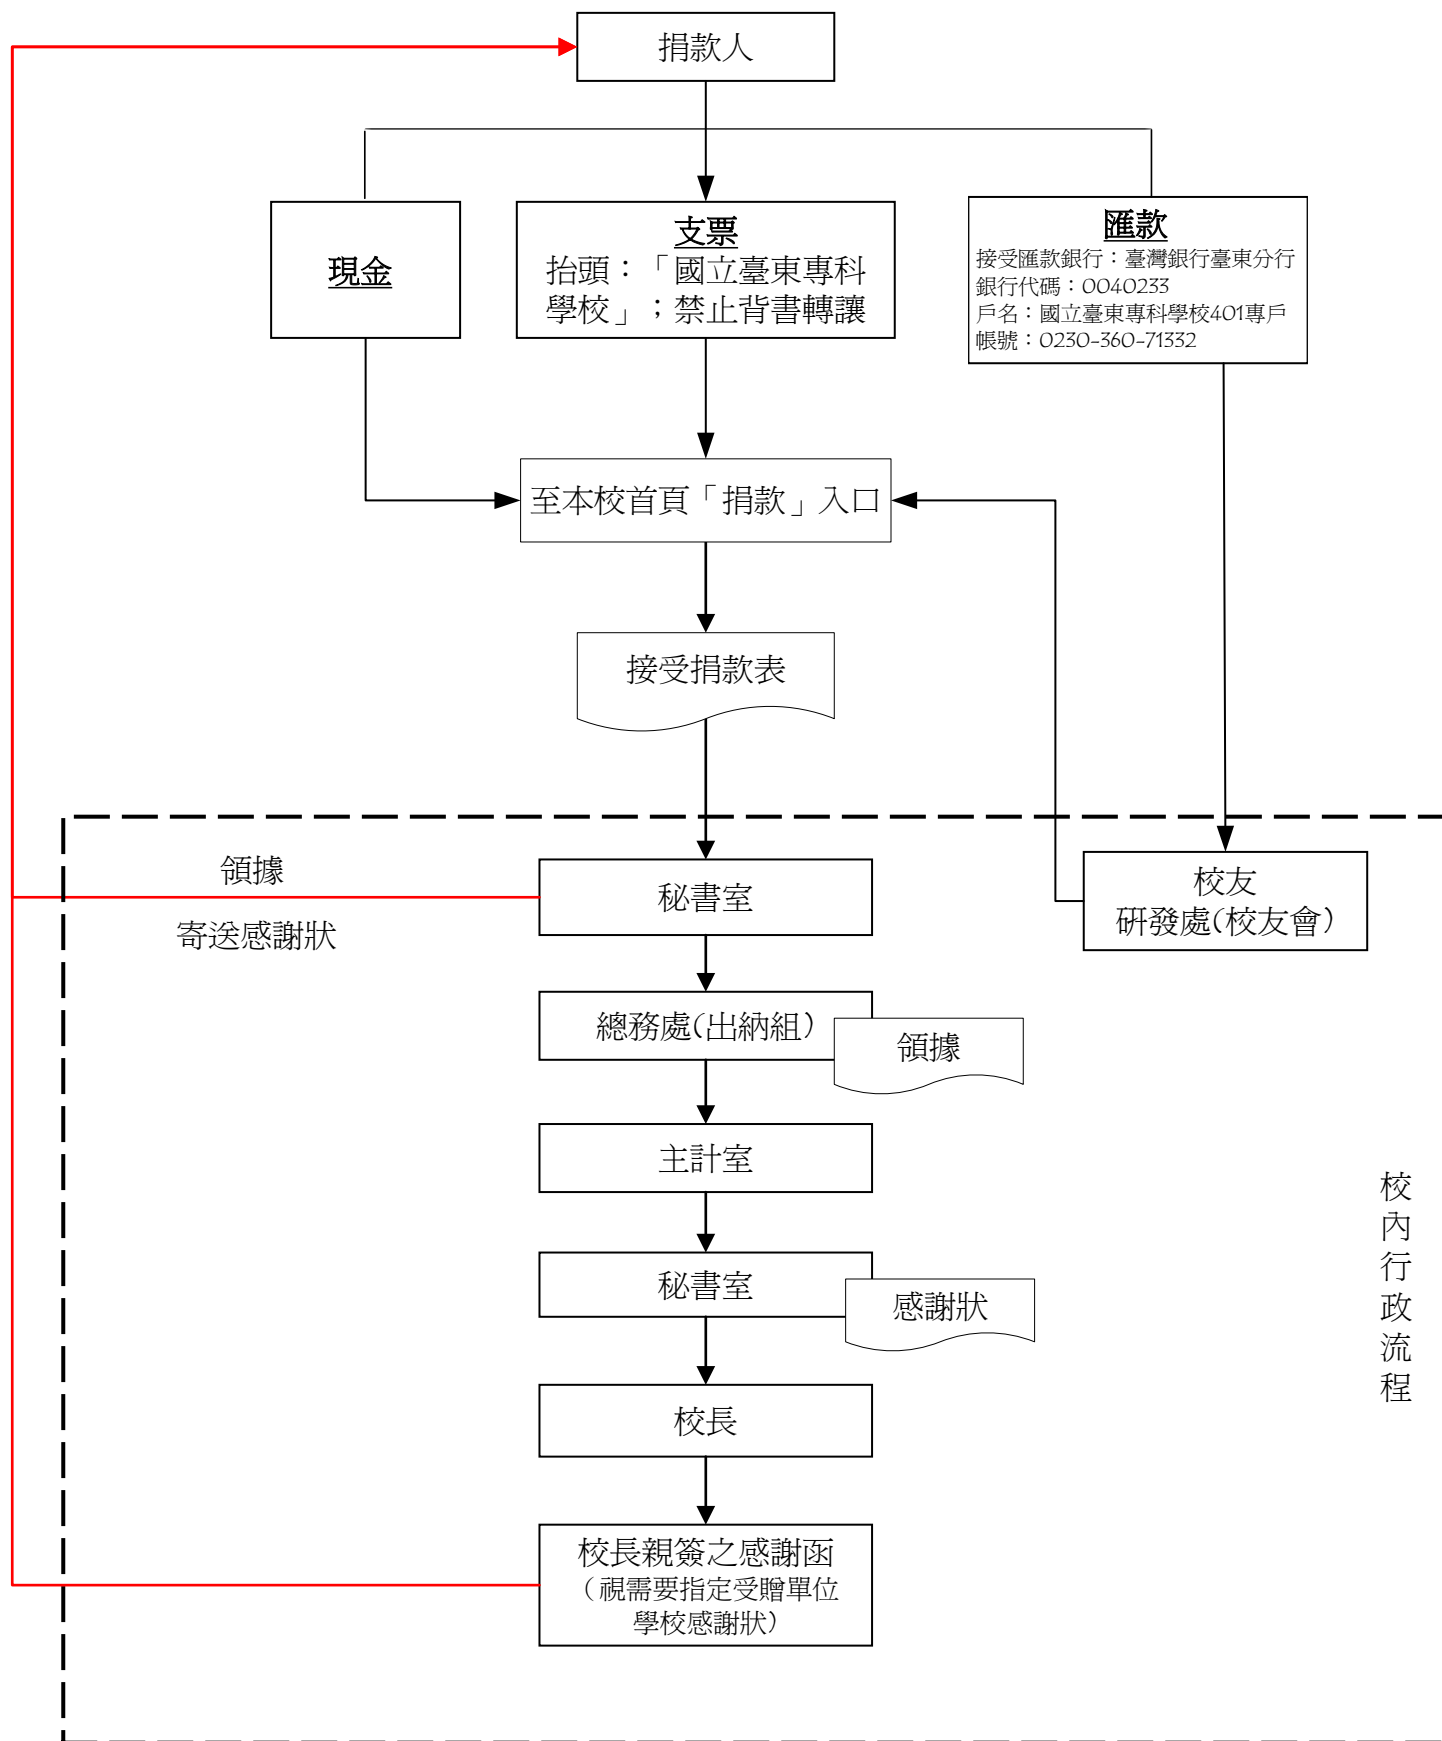 捐款人
現金
支票
抬頭：「國立臺東專科
學校」；禁止背書轉讓
匯款
接受匯款銀行：臺灣銀行臺東分行
銀行代碼：0040233
戶名：國立臺東專科學校401專戶
帳號：0230-360-71332
至本校首頁「捐款」入口
接受捐款表
領據
寄送感謝狀
秘書室
校友
研發處(校友會)
總務處(出納組)
領據
主計室
秘書室
感謝狀
校長
校長親簽之感謝函
（視需要指定受贈單位
學校感謝狀）
校內行政流程